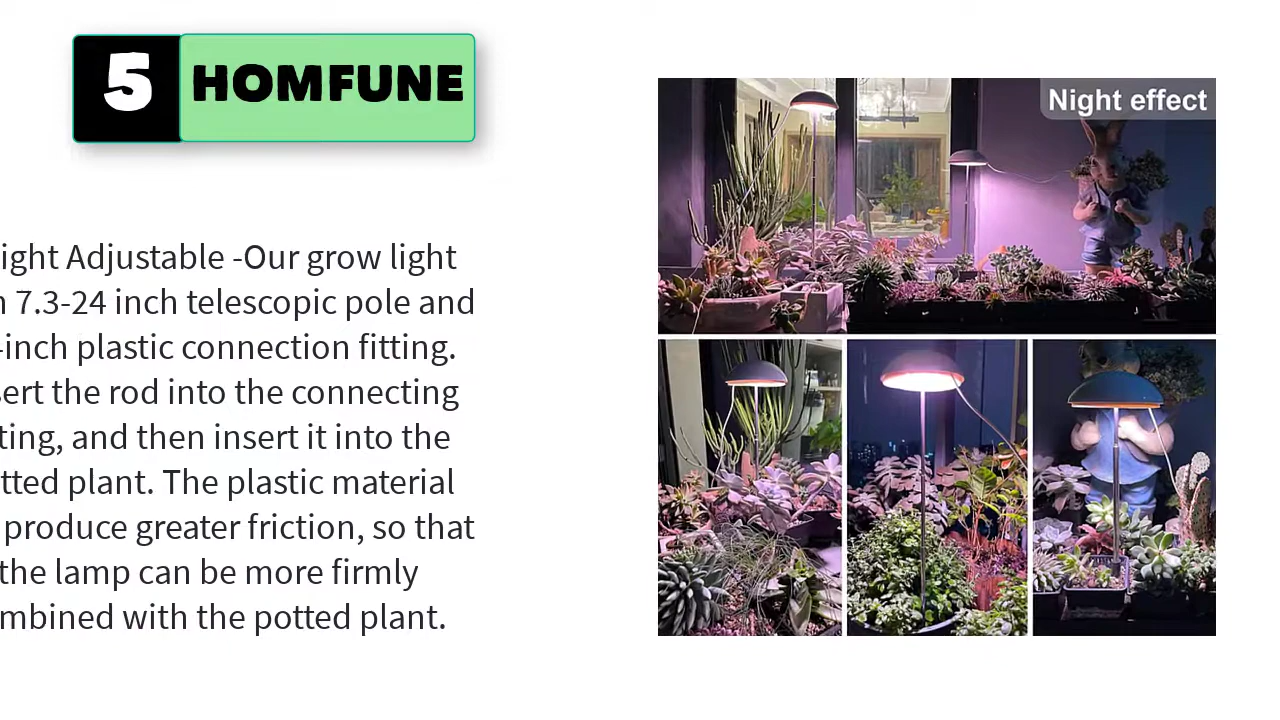 5 HOMFUNE
Night effect
ight Adjustable -Our grow light
7.3-24 inch telescopic pole and
-inch plastic connection fitting.
ert the rod into the connecting
ting, and then insert it into the
tted plant. The plastic material
produce greater friction, so that
the lamp can be more firmly
mbined with the potted plant.